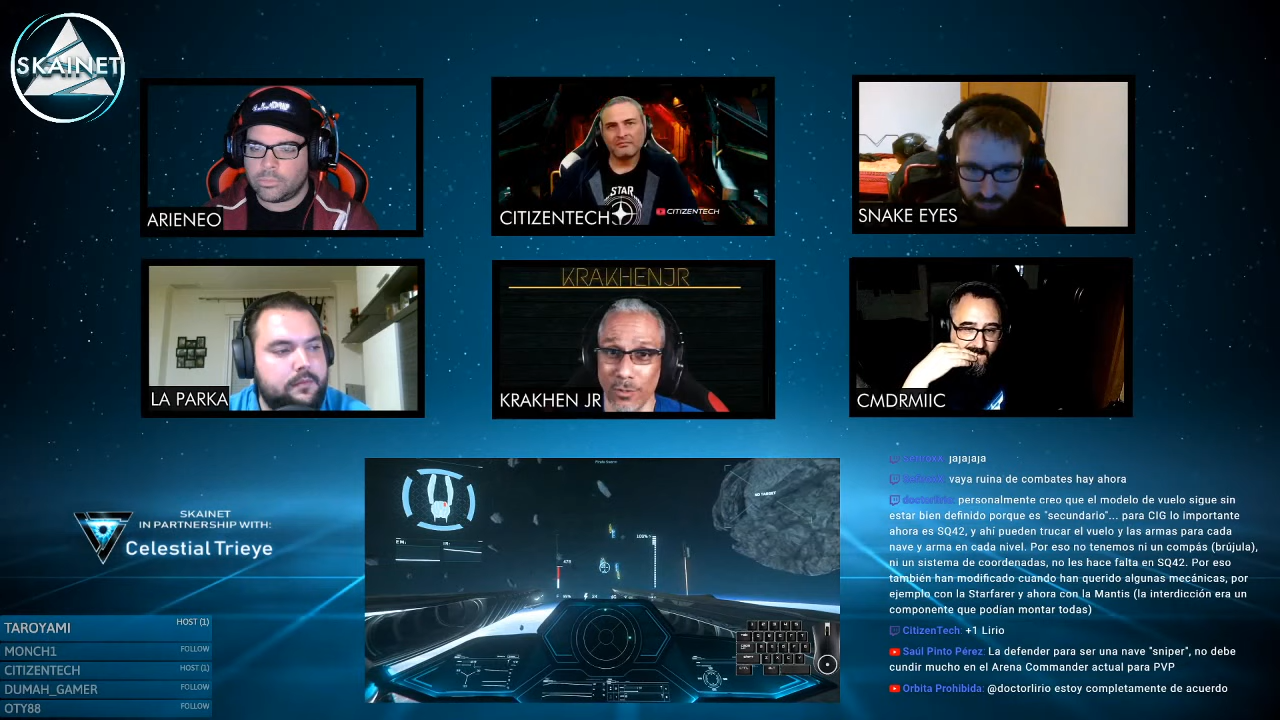 SKAINET
ARIENEO
STAR
CITIZENTECH
CITIZENTECH
SNAKE EYES
LA PARKA
KRAKHENJR
KRAKHEN JR
CMDRMIIC
SKAINET
IN PARTNERSHIP WITH:
Celestial Trieye
TAROYAMI HOST (1)
MONCH1 FOLLOW
CITIZENTECH HOST (1)
DUMAH_GAMER FOLLOW
OTY88 FOLLOW
NO TARGET
jajajaja
vaya ruina de combates hay ahora
doctorlirio: personalmente creo que el modelo de vuelo sigue sin
estar bien definido porque es "secundario"... para CIG lo importante
ahora es SQ42, y ahí pueden trucar el vuelo y las armas para cada
nave y arma en cada nivel. Por eso no tenemos ni un compás (brújula),
ni un sistema de coordenadas, no les hace falta en SQ42. Por eso
también han modificado cuando han querido algunas mecánicas, por
ejemplo con la Starfarer y ahora con la Mantis (la interdicción era un
componente que podían montar todas)
CitizenTech: +1 Lirio
Saúl Pinto Pérez: La defender para ser una nave "sniper", no debe
cundir mucho en el Arena Commander actual para PVP
Orbita Prohibida: @doctorlirio estoy completamente de acuerdo